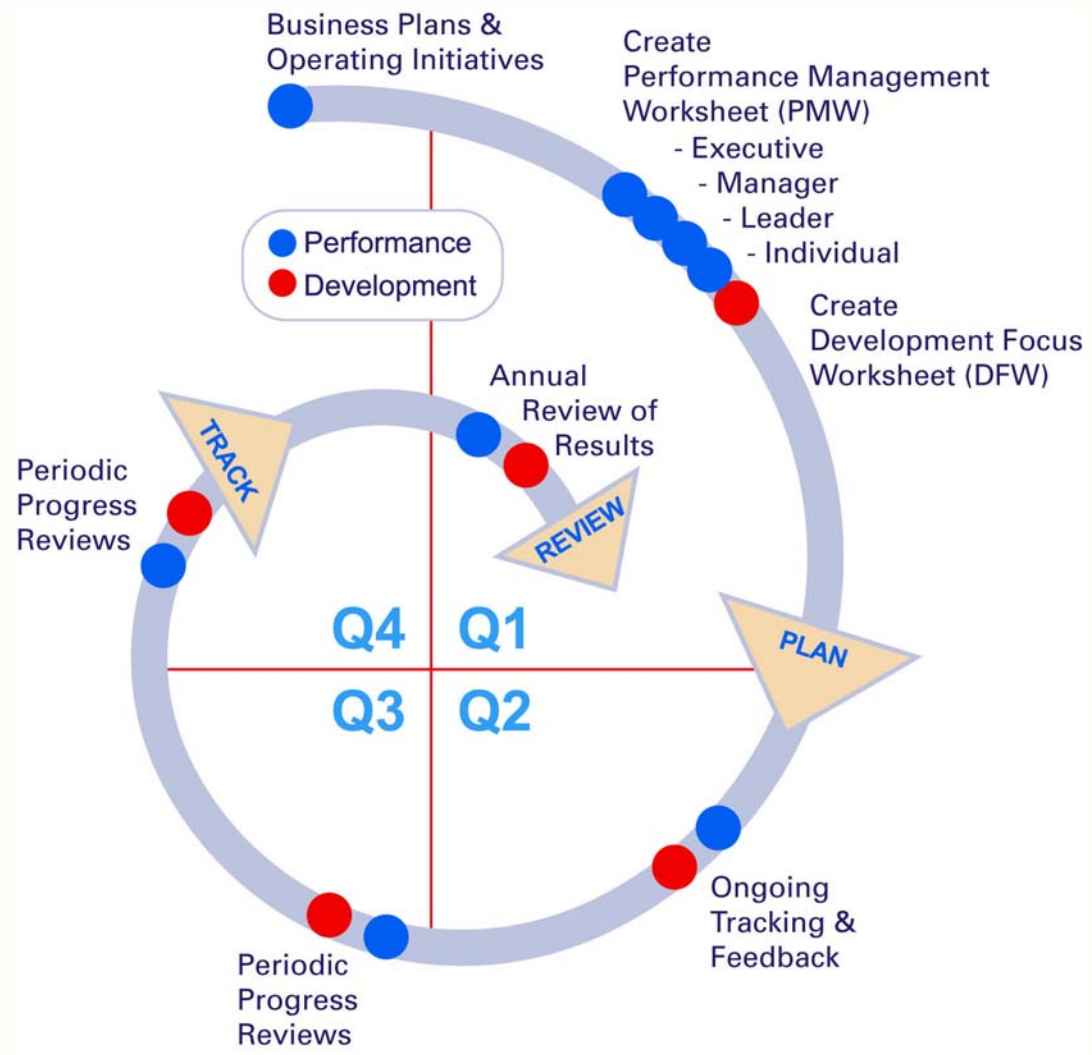 Business Plans &
Operating Initiatives
Create
Performance Management
Worksheet (PMW)
- Executive
- Manager
- Leader
- Individual
Performance
Development
Create
Development Focus
Worksheet (DFW)
Annual
Review of
Results
TRACK
REVIEW
Periodic
Progress
Reviews
Q4 Q1
PLAN
Q3 Q2
Ongoing
Tracking &
Feedback
Periodic
Progress
Reviews